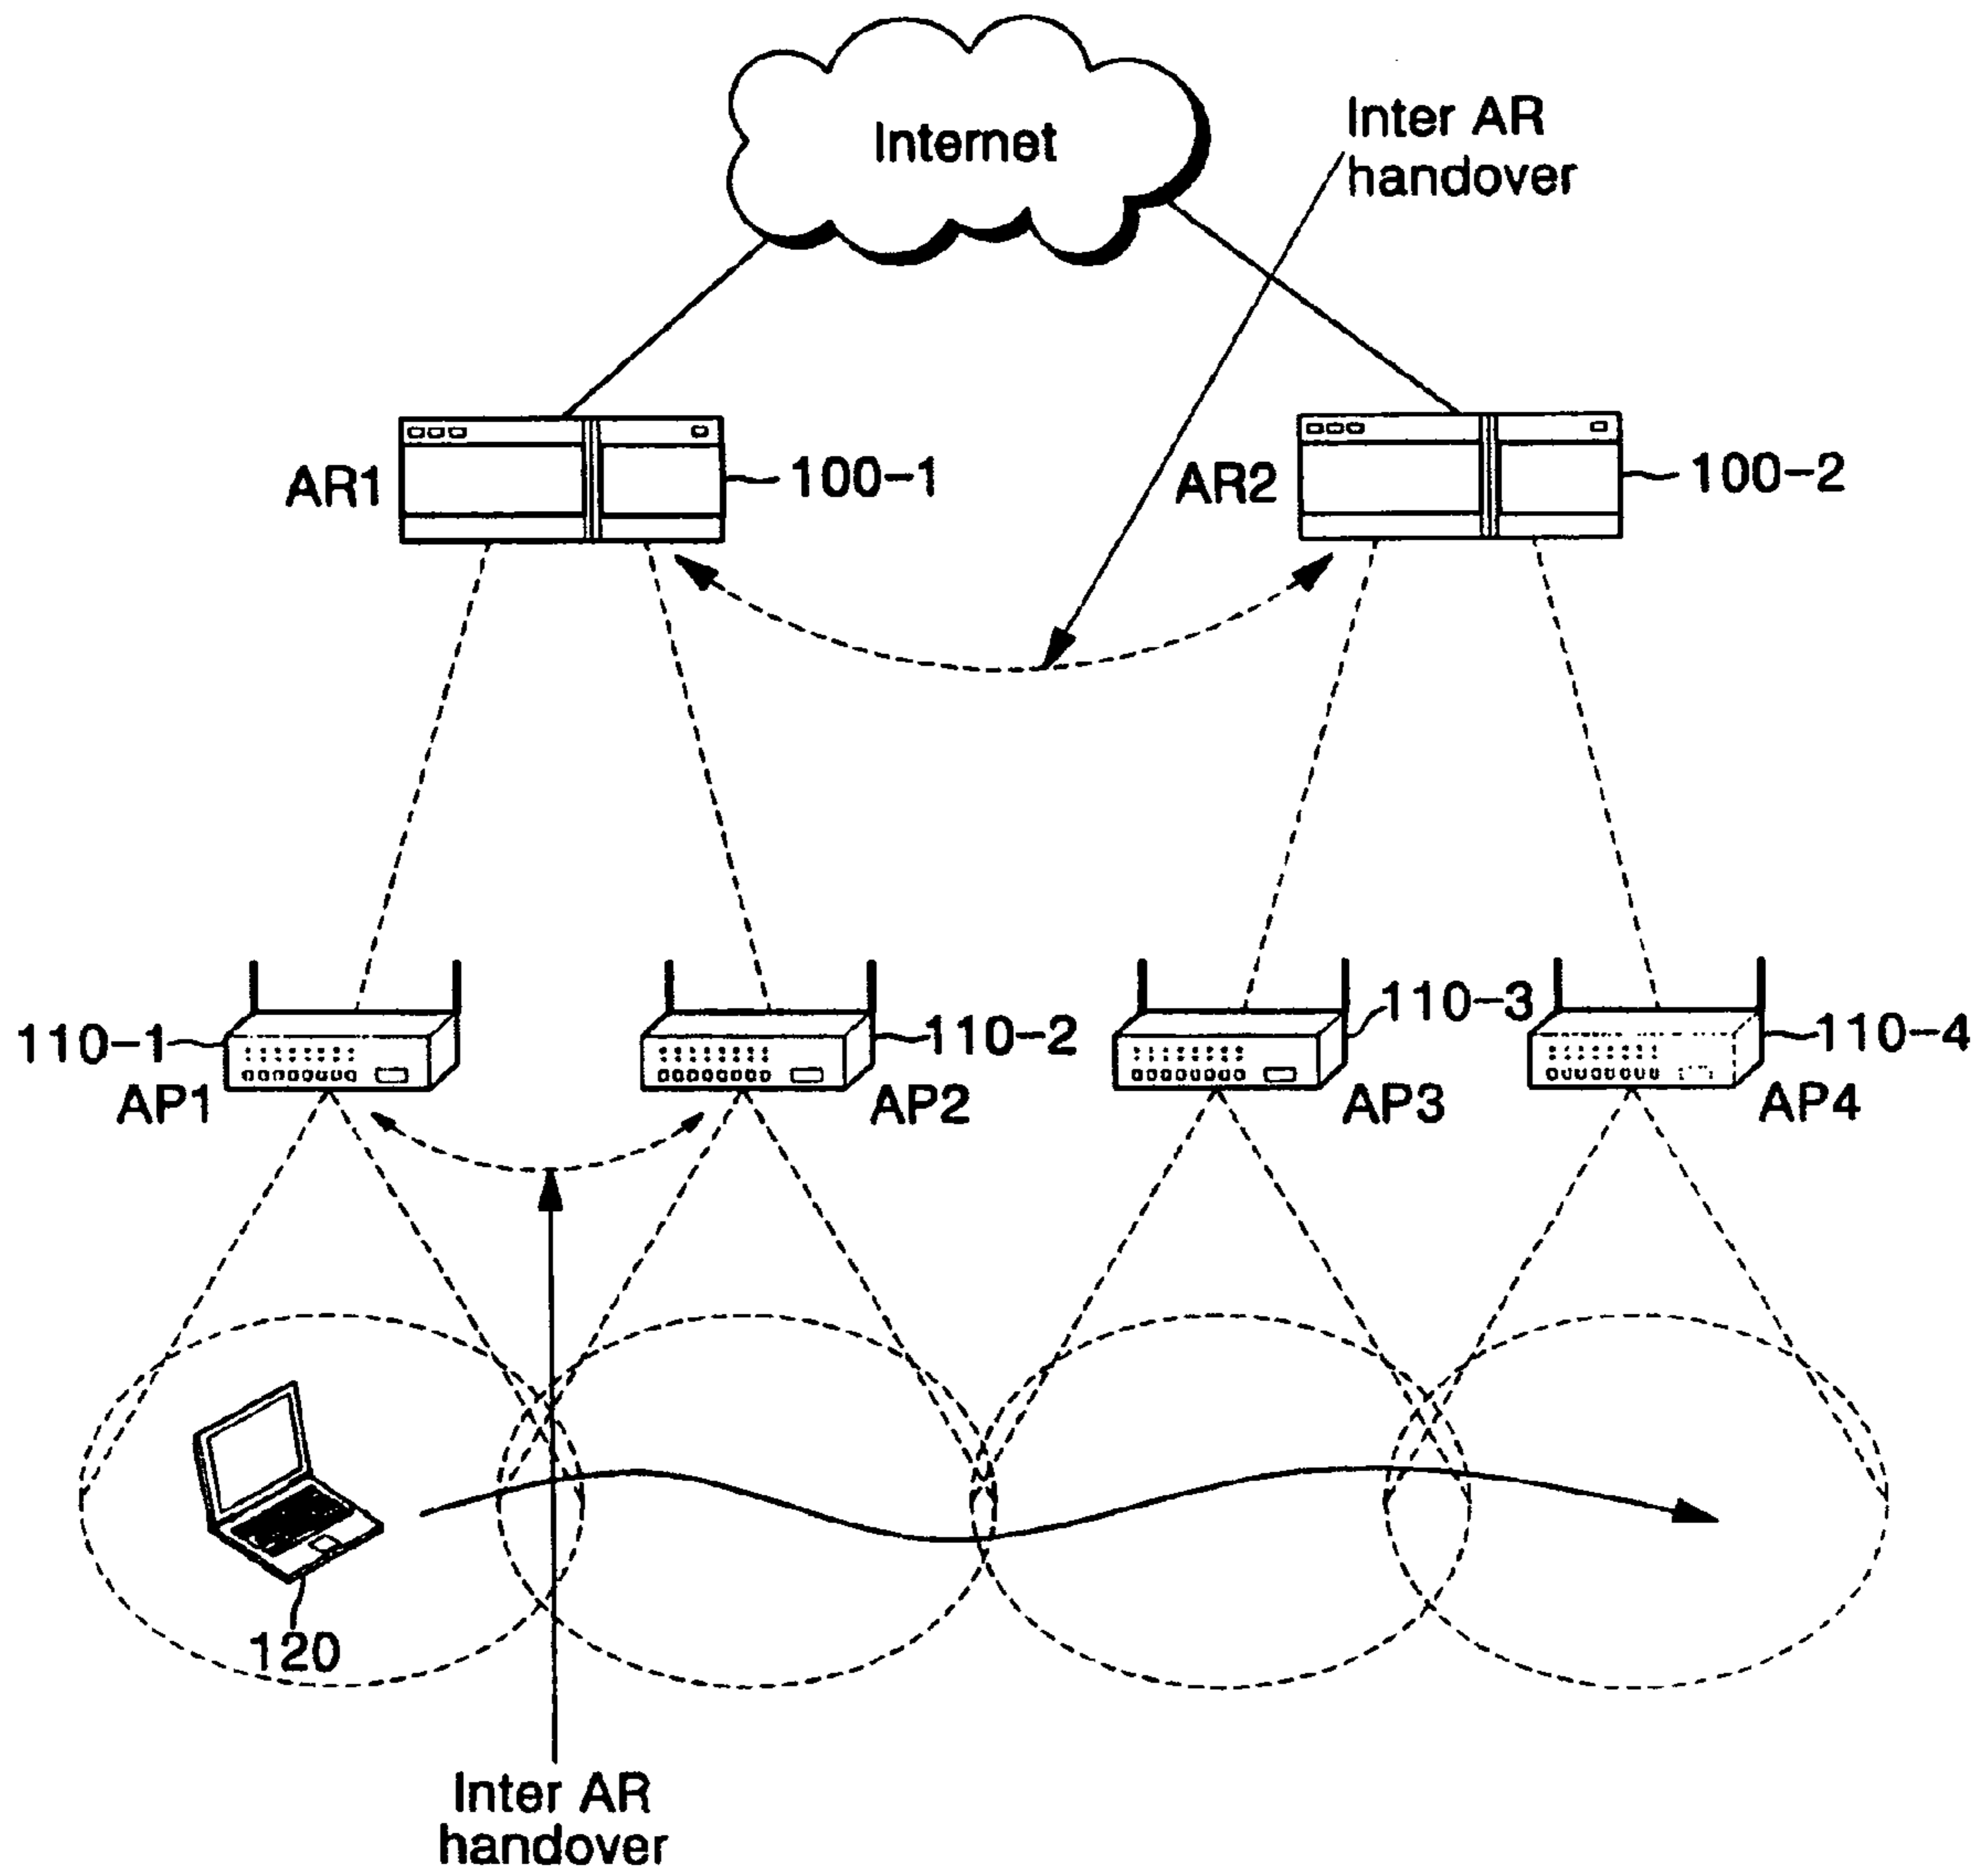 Internet
Inter AR
handover
AR1
100-1
AR2
100-2
110-1
AP1
110-2
AP2
110-3
AP3
110-4
AP4
120
Inter AR
handover